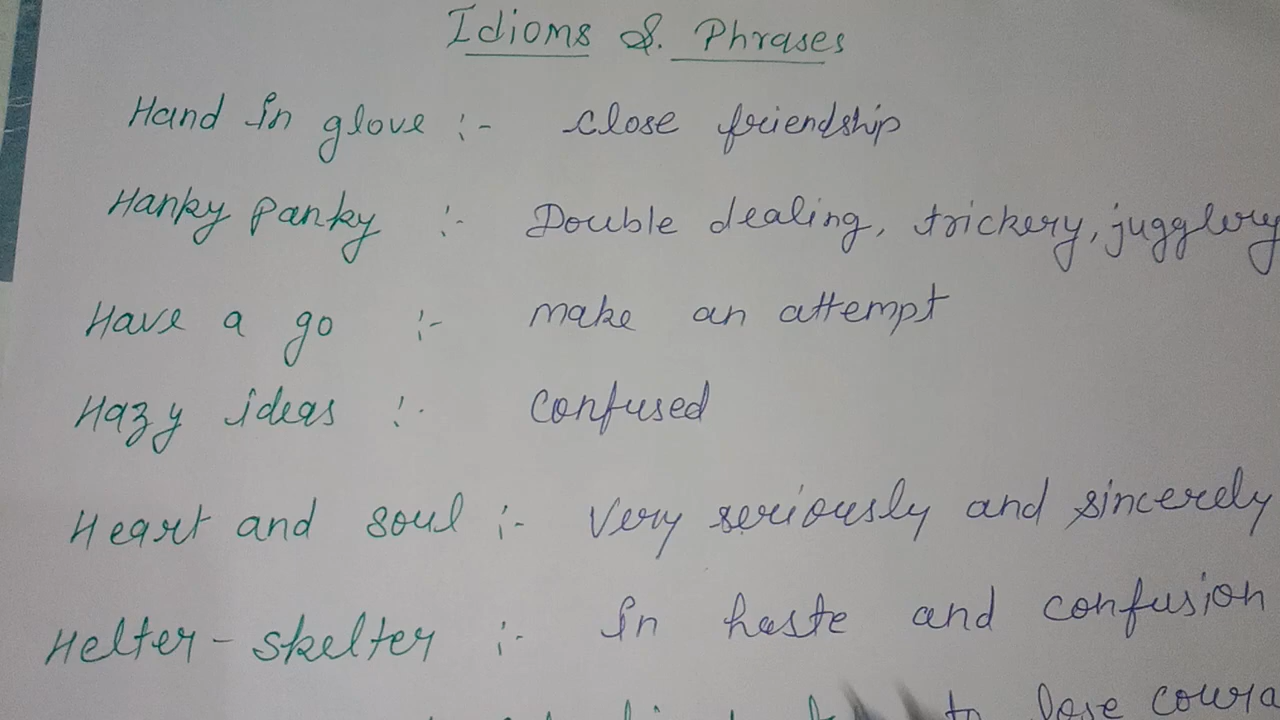 Idioms & Phrases
Hand in glove :- close friendship
Hanky panky :- Double dealing, trickery, jugglery
Have a go :- make an attempt
Hazy ideas :- confused
Heart and soul :- Very seriously and sincerely
Helter-skelter :- In haste and confusion
to lose